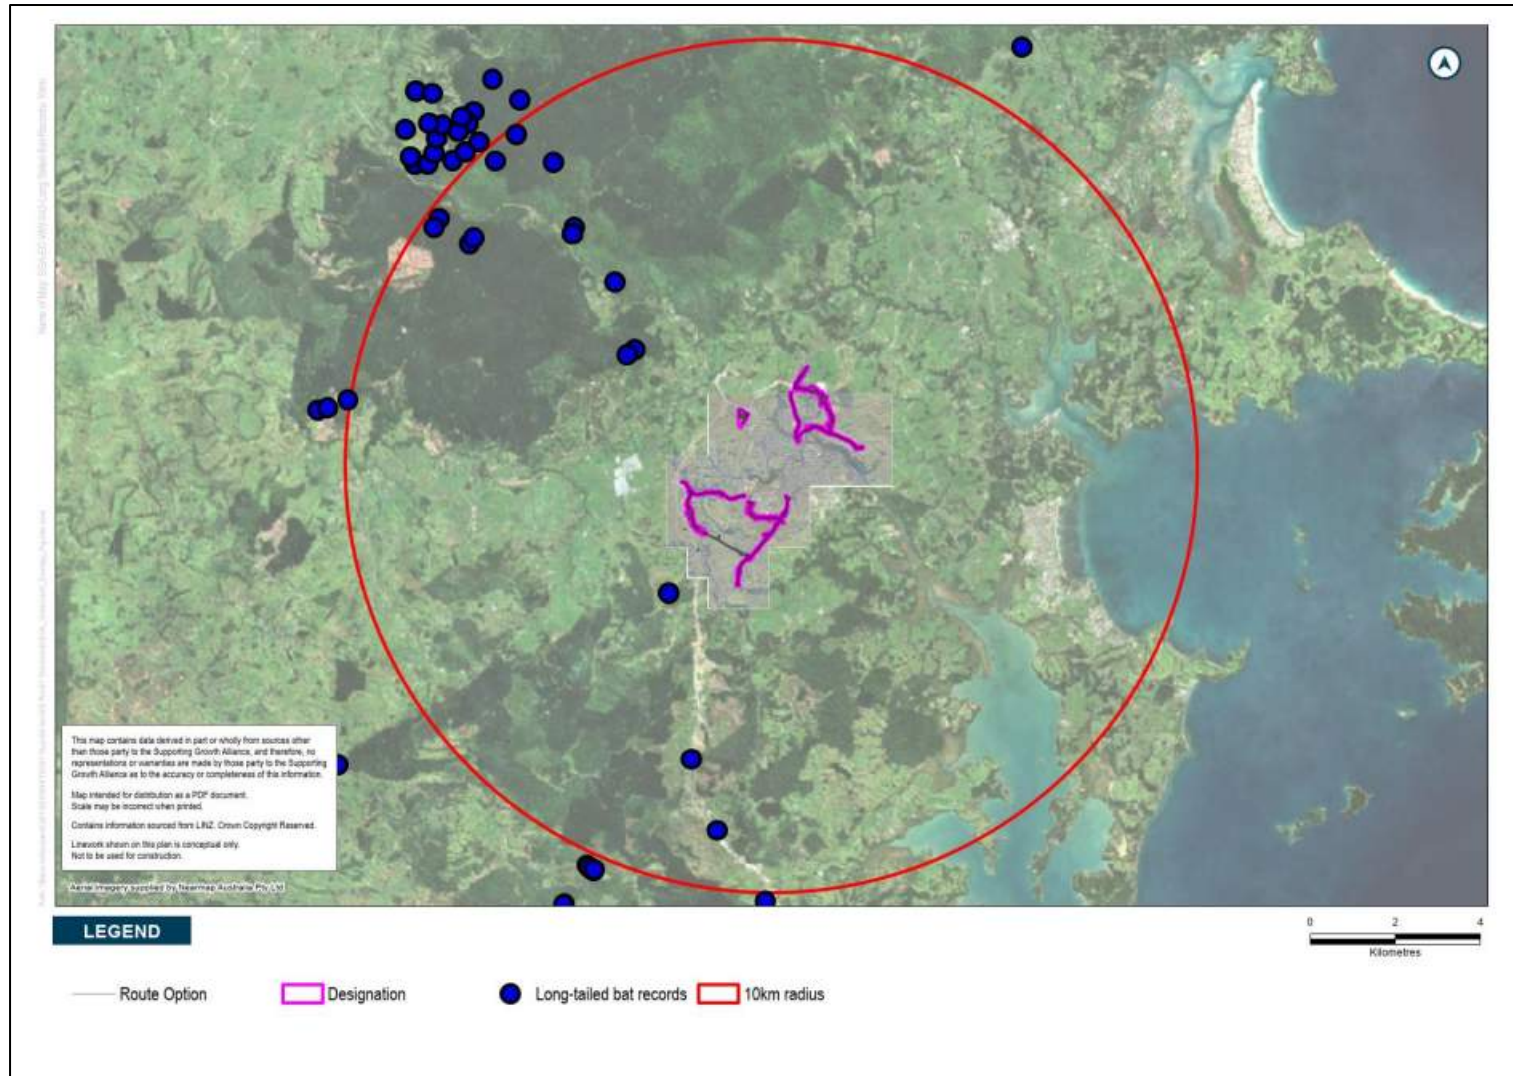 This map contains data derived in part or wholly from sources other
than those party to the Supporting Growth Alliance, and therefore, no
representations or warranties are made by those party to the Supporting
Growth Alliance as to the accuracy or completeness of this information.
Map intended for distribution as a PDF document.
Scale may be incorrect when printed.
Contains information sourced from LINZ. Crown Copyright Reserved.
Linework shown on this plan is conceptual only.
Not to be used for construction.
Aerial imagery supplied by Nearmap Australia Pty Ltd
LEGEND
0 2 4
Kilometres
Route Option
Designation
Long-tailed bat records
10km radius